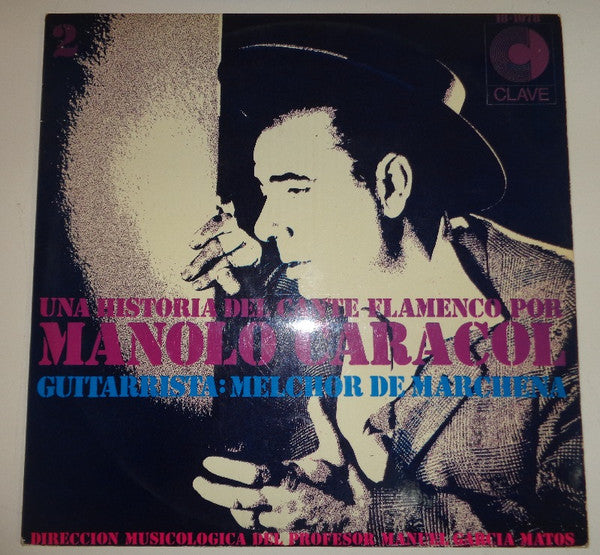 2
18-1078
CLAVE
UNA HISTORIA DEL CANTE FLAMENCO POR
MANOLO CARACOL
GUITARRISTA: MELCHOR DE MARCHENA
DIRECCION MUSICOLOGICA DEL PROFESOR MANUEL GARCIA MATOS